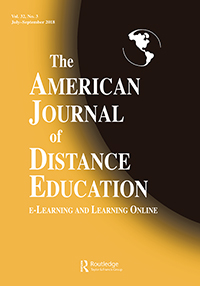 Vol. 32, No. 3
July–September 2018
The
AMERICAN
JOURNAL
of
DISTANCE
EDUCATION
e-LEARNING AND LEARNING ONLINE
R Routledge
Taylor & Francis Group